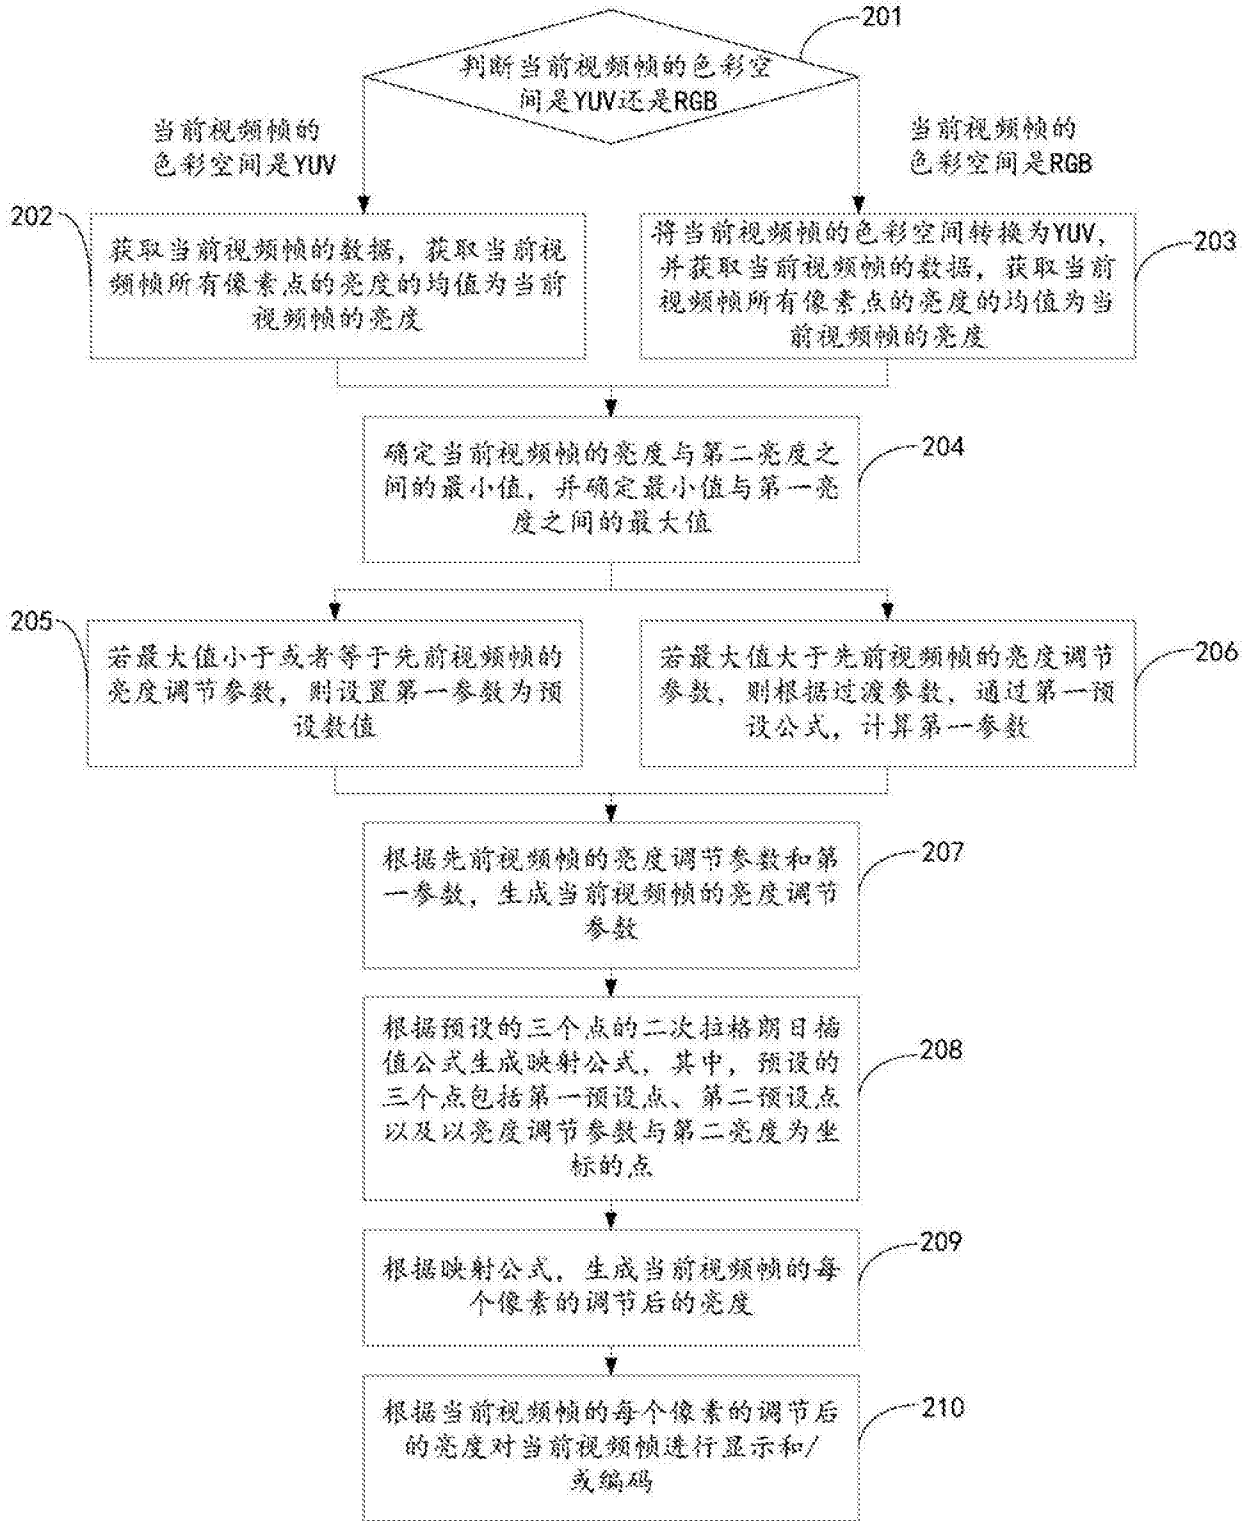 201
判断当前视频帧的色彩空
间是YUV还是RGB
当前视频帧的
色彩空间是YUV
当前视频帧的
色彩空间是RGB
202
获取当前视频帧的数据，获取当前视
频帧所有像素点的亮度的均值为当前
视频帧的亮度
203
将当前视频帧的色彩空间转换为YUV，
并获取当前视频帧的数据，获取当前
视频帧所有像素点的亮度的均值为当
前视频帧的亮度
204
确定当前视频帧的亮度与第二亮度之
间的最小值，并确定最小值与第一亮
度之间的最大值
205
若最大值小于或者等于先前视频帧的
亮度调节参数，则设置第一参数为预
设数值
206
若最大值大于先前视频帧的亮度调节
参数，则根据过渡参数，通过第一预
设公式，计算第一参数
207
根据先前视频帧的亮度调节参数和第
一参数，生成当前视频帧的亮度调节
参数
208
根据预设的三个点的二次拉格朗日插
值公式生成映射公式，其中，预设的
三个点包括第一预设点、第二预设点
以及以亮度调节参数与第二亮度为坐
标的点
209
根据映射公式，生成当前视频帧的每
个像素的调节后的亮度
210
根据当前视频帧的每个像素的调节后
的亮度对当前视频帧进行显示和/
或编码